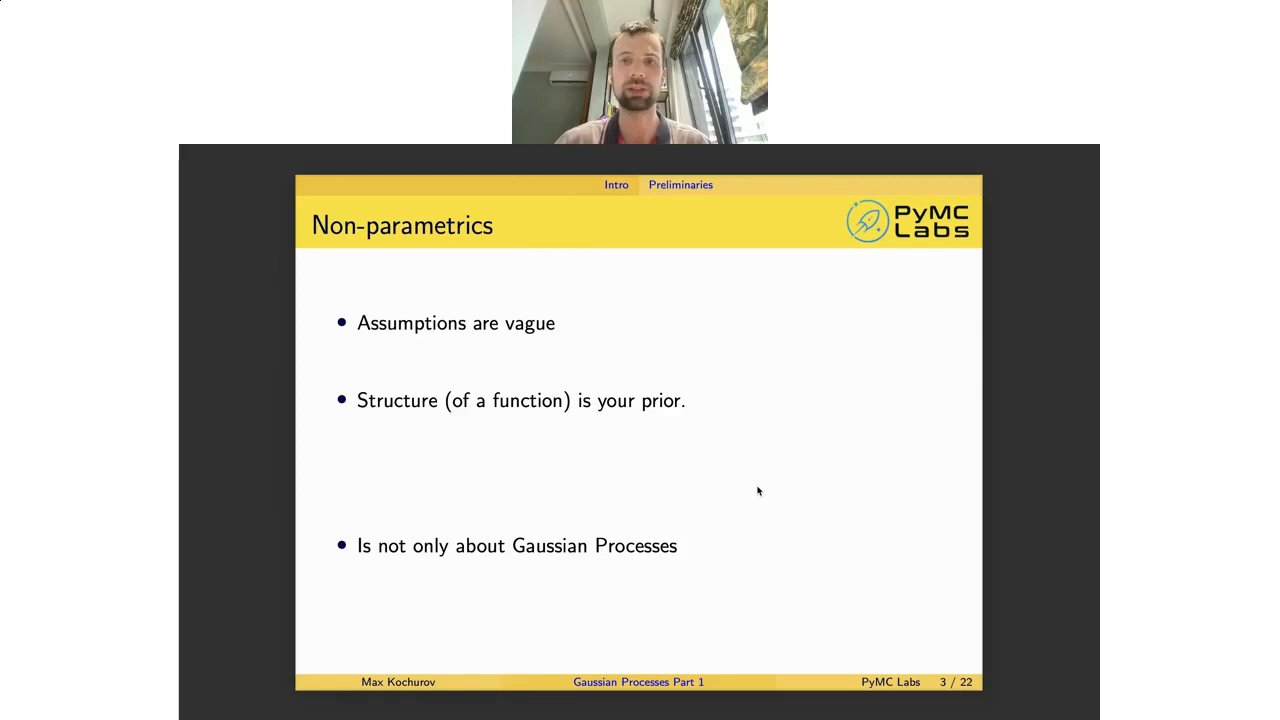 Intro Preliminaries
Non-parametrics
PyMC
Labs
Assumptions are vague
Structure (of a function) is your prior.
Is not only about Gaussian Processes
Max Kochurov Gaussian Processes Part 1 PyMC Labs 3 / 22